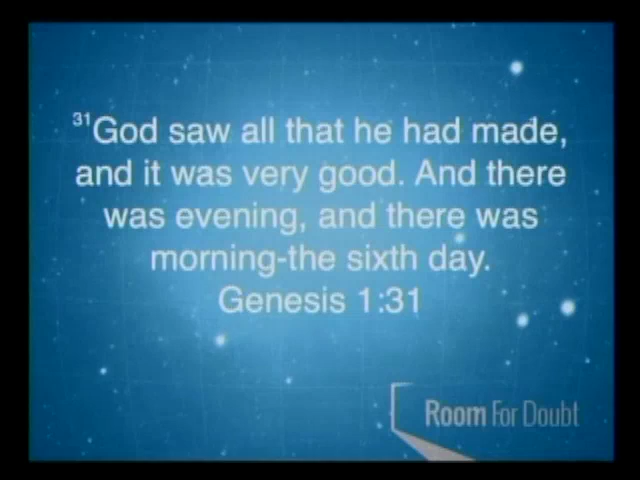 ³¹God saw all that he had made,
and it was very good. And there
was evening, and there was
morning-the sixth day.
Genesis 1:31
Room For Doubt